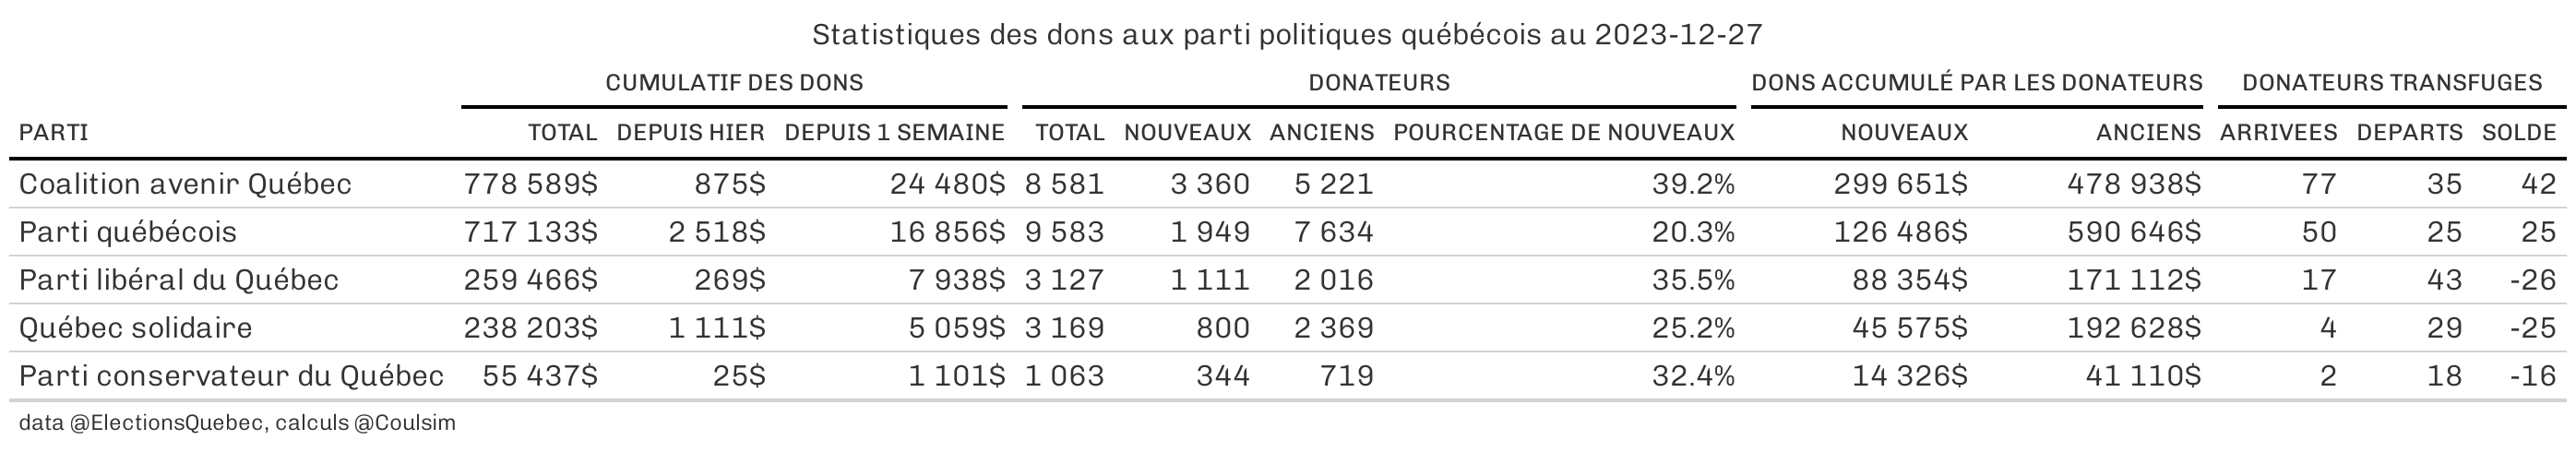 Statistiques des dons aux parti politiques québécois au 2023-12-27
CUMULATIF DES DONS DONATEURS DONS ACCUMULÉ PAR LES DONATEURS DONATEURS TRANSFUGES
PARTI TOTAL DEPUIS HIER DEPUIS 1 SEMAINE TOTAL NOUVEAUX ANCIENS POURCENTAGE DE NOUVEAUX NOUVEAUX ANCIENS ARRIVEES DEPARTS SOLDE
Coalition avenir Québec 778 589$ 875$ 24 480$ 8 581 3 360 5 221 39.2% 299 651$ 478 938$ 77 35 42
Parti québécois 717 133$ 2 518$ 16 856$ 9 583 1 949 7 634 20.3% 126 486$ 590 646$ 50 25 25
Parti libéral du Québec 259 466$ 269$ 7 938$ 3 127 1 111 2 016 35.5% 88 354$ 171 112$ 17 43 -26
Québec solidaire 238 203$ 1 111$ 5 059$ 3 169 800 2 369 25.2% 45 575$ 192 628$ 4 29 -25
Parti conservateur du Québec 55 437$ 25$ 1 101$ 1 063 344 719 32.4% 14 326$ 41 110$ 2 18 -16
data @ElectionsQuebec, calculs @Coulsim